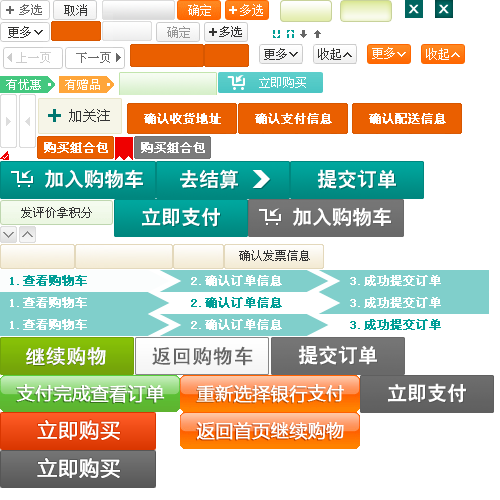 + 多选 取消 确定 +多选
更多 确定 +多选
上一页 下一页 更多 收起 更多 收起
有优惠 有赠品 立即购买
+ 加关注 确认收货地址 确认支付信息 确认配送信息
购买组合包 购买组合包
加入购物车 去结算 提交订单
发评价拿积分 立即支付 加入购物车
确认发票信息
1. 查看购物车 2. 确认订单信息 3. 成功提交订单
1. 查看购物车 2. 确认订单信息 3. 成功提交订单
1. 查看购物车 2. 确认订单信息 3. 成功提交订单
继续购物 返回购物车 提交订单
支付完成查看订单 重新选择银行支付 立即支付
立即购买 返回首页继续购物
立即购买